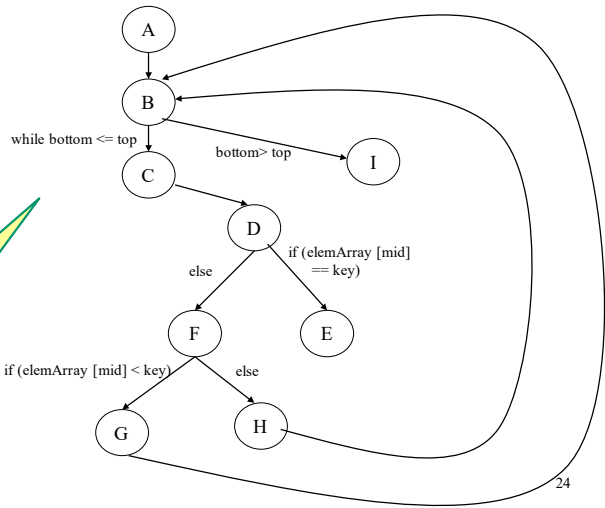 A
B
while bottom <= top
bottom> top
I
C
D
if (elemArray [mid]
== key)
else
F
E
if (elemArray [mid] < key)
else
G
H
24